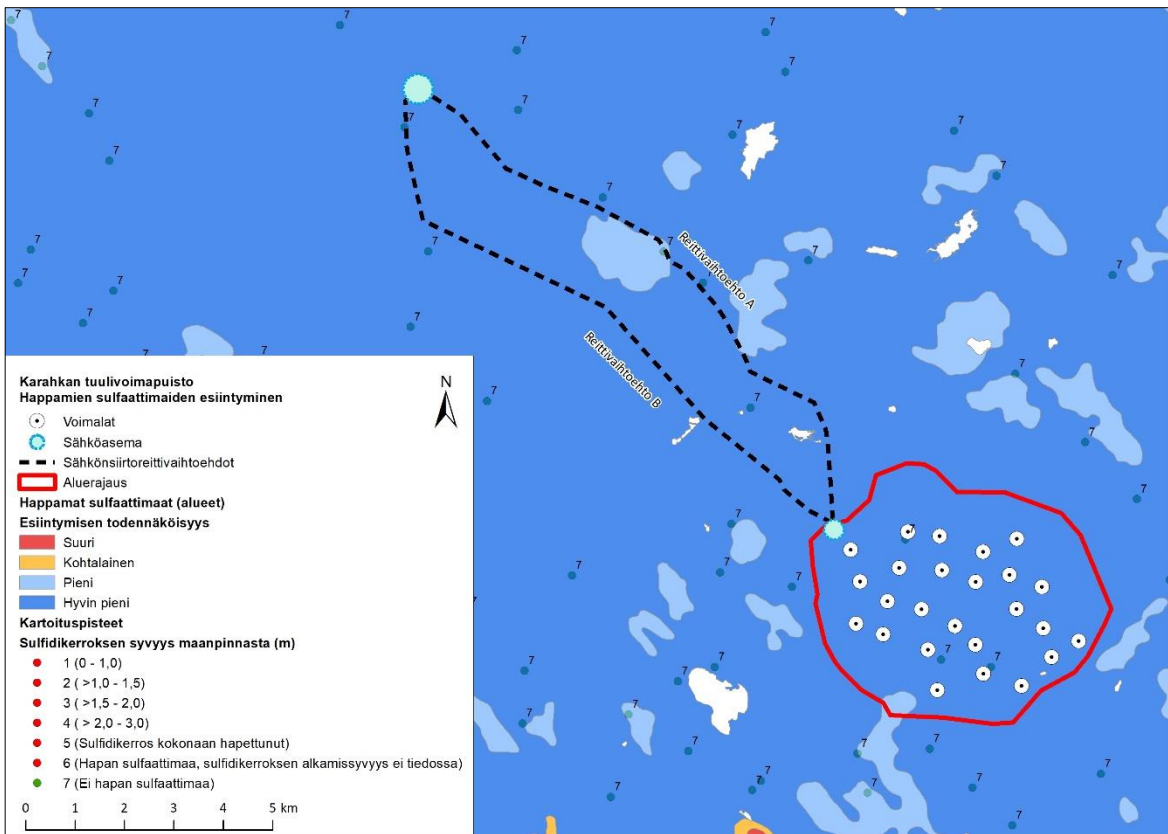 Reittivaihtoehto A
Reittivaihtoehto B
Karahkan tuulivoimapuisto
Happamien sulfaattimaiden esiintyminen
N
Voimalat
Sähköasema
Sähkönsiirtoreittivaihtoehdot
Aluerajaus
Happamat sulfaattimaat (alueet)
Esiintymisen todennäköisyys
Suuri
Kohtalainen
Pieni
Hyvin pieni
Kartoituspisteet
Sulfidikerroksen syvyys maanpinnasta (m)
1 (0 - 1,0)
2 ( >1,0 - 1,5)
3 ( >1,5 - 2,0)
4 ( > 2,0 - 3,0)
5 (Sulfidikerros kokonaan hapettunut)
6 (Hapan sulfaattimaa, sulfidikerroksen alkamissyvyys ei tiedossa)
7 (Ei hapan sulfaattimaa)
0 1 2 3 4 5 km